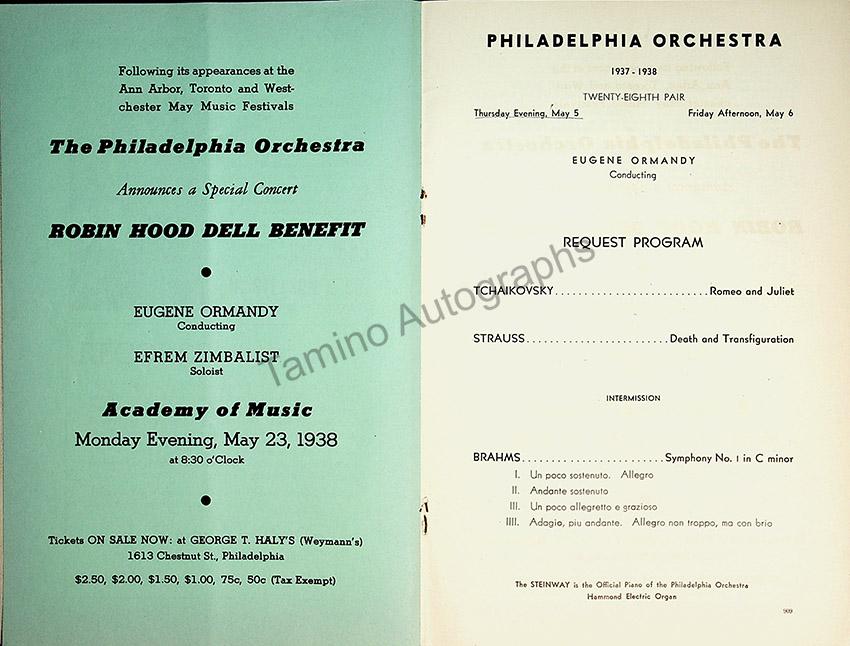 Following its appearances at the
Ann Arbor, Toronto and West-
chester May Music Festivals
The Philadelphia Orchestra
Announces a Special Concert
ROBIN HOOD DELL BENEFIT
EUGENE ORMANDY
Conducting
EFREM ZIMBALIST
Soloist
Academy of Music
Monday Evening, May 23, 1938
at 8:30 o'Clock
Tickets ON SALE NOW: at GEORGE T. HALY'S (Weymann's)
1613 Chestnut St., Philadelphia
$2.50, $2.00, $1.50, $1.00, 75c, 50c (Tax Exempt)
PHILADELPHIA ORCHESTRA
1937 - 1938
TWENTY-EIGHTH PAIR
Thursday Evening, May 5 Friday Afternoon, May 6
EUGENE ORMANDY
Conducting
REQUEST PROGRAM
TCHAIKOVSKY..........................Romeo and Juliet
STRAUSS........................Death and Transfiguration
INTERMISSION
BRAHMS........................Symphony No. 1 in C minor
I. Un poco sostenuto. Allegro
II. Andante sostenuto
III. Un poco allegretto e grazioso
IIII. Adagio, piu andante. Allegro non troppo, ma con brio
The STEINWAY is the Official Piano of the Philadelphia Orchestra
Hammond Electric Organ
909
Tamino Autographs